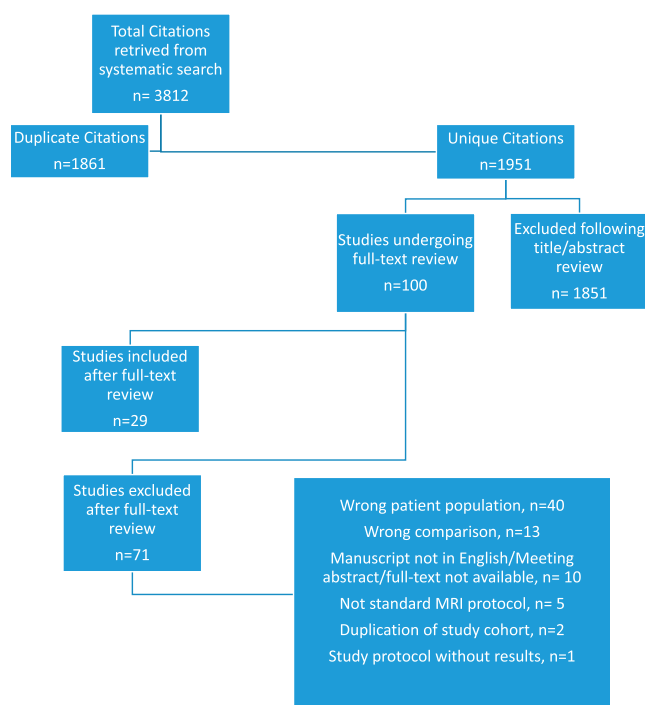 Total Citations
retrived from
systematic search
n= 3812
Duplicate Citations
n=1861
Unique Citations
n=1951
Studies undergoing
full-text review
n=100
Excluded following
title/abstract
review
n= 1851
Studies included
after full-text
review
n=29
Studies excluded
after full-text
review
n=71
Wrong patient population, n=40
Wrong comparison, n=13
Manuscript not in English/Meeting
abstract/full-text not available, n= 10
Not standard MRI protocol, n= 5
Duplication of study cohort, n=2
Study protocol without results, n=1